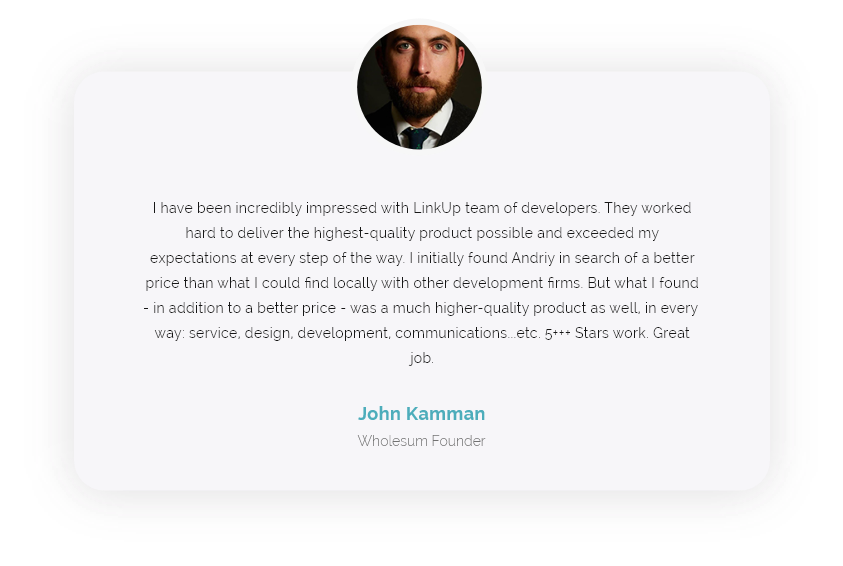 I have been incredibly impressed with LinkUp team of developers. They worked
hard to deliver the highest-quality product possible and exceeded my
expectations at every step of the way. I initially found Andriy in search of a better
price than what I could find locally with other development firms. But what I found
- in addition to a better price - was a much higher-quality product as well, in every
way: service, design, development, communications...etc. 5+++ Stars work. Great
job.
John Kamman
Wholesum Founder